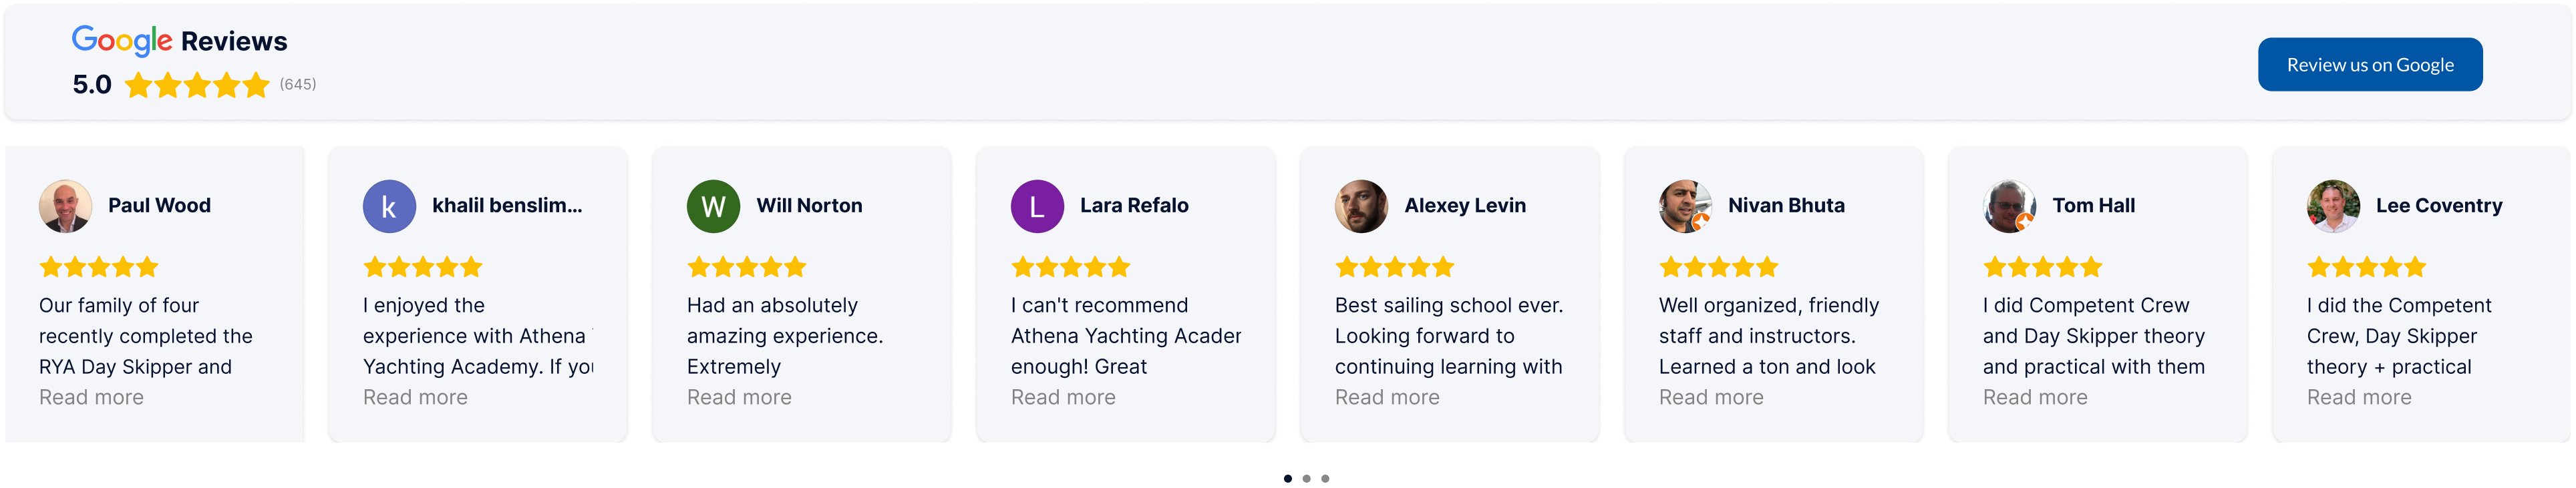 Google Reviews
5.0 (645)
Review us on Google
Paul Wood
Our family of four
recently completed the
RYA Day Skipper and
Read more
k
khalil benslim...
I enjoyed the
experience with Athena
Yachting Academy. If you
Read more
W
Will Norton
Had an absolutely
amazing experience.
Extremely
Read more
L
Lara Refalo
I can't recommend
Athena Yachting Acader
enough! Great
Read more
Alexey Levin
Best sailing school ever.
Looking forward to
continuing learning with
Read more
Nivan Bhuta
Well organized, friendly
staff and instructors.
Learned a ton and look
Read more
Tom Hall
I did Competent Crew
and Day Skipper theory
and practical with them
Read more
Lee Coventry
I did the Competent
Crew, Day Skipper
theory + practical
Read more